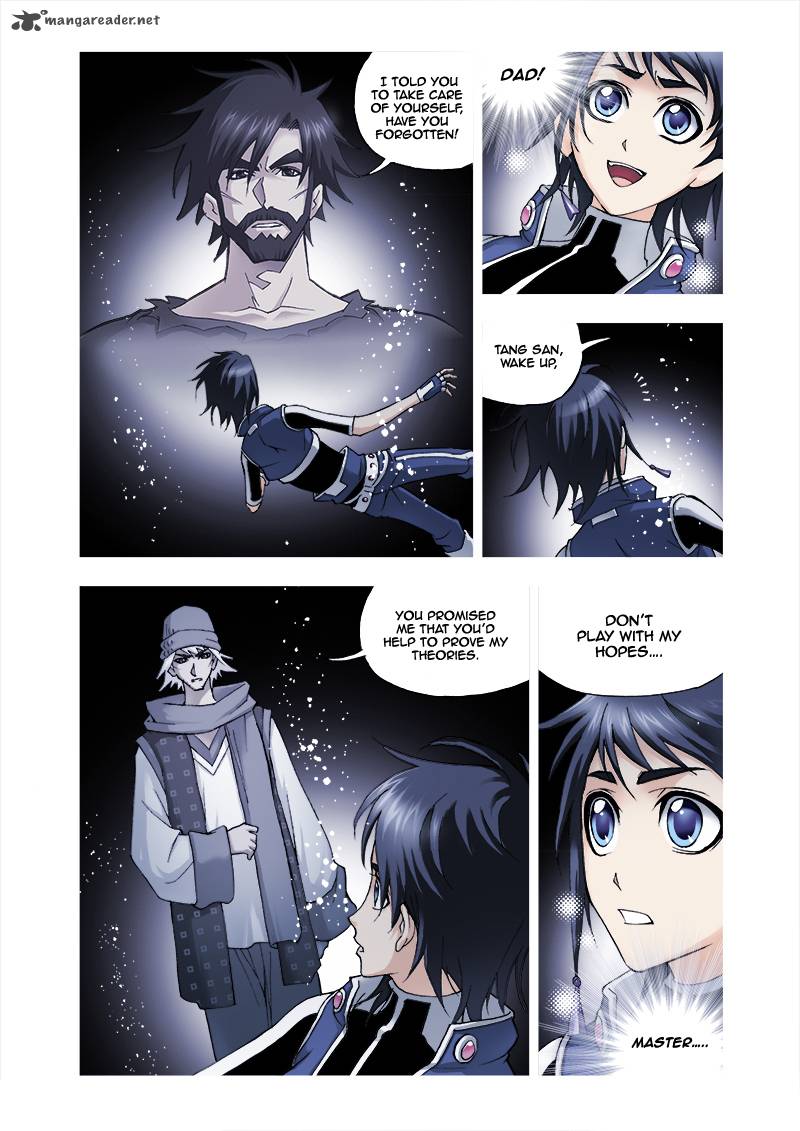 mangareader.net
I TOLD YOU
TO TAKE CARE
OF YOURSELF,
HAVE YOU
FORGOTTEN!
DAD!
TANG SAN,
WAKE UP,
YOU PROMISED
ME THAT YOU'D
HELP TO PROVE MY
THEORIES.
DON'T
PLAY WITH MY
HOPES....
MASTER.....